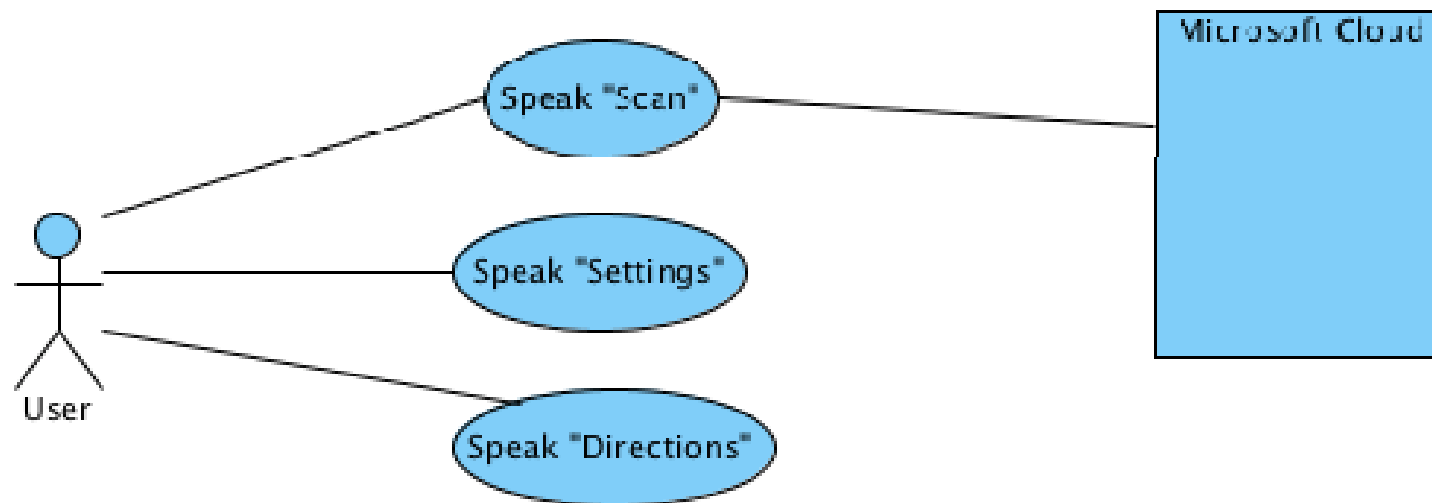 Microsoft Cloud
Speak "Scan"
Speak "Settings"
User
Speak "Directions"